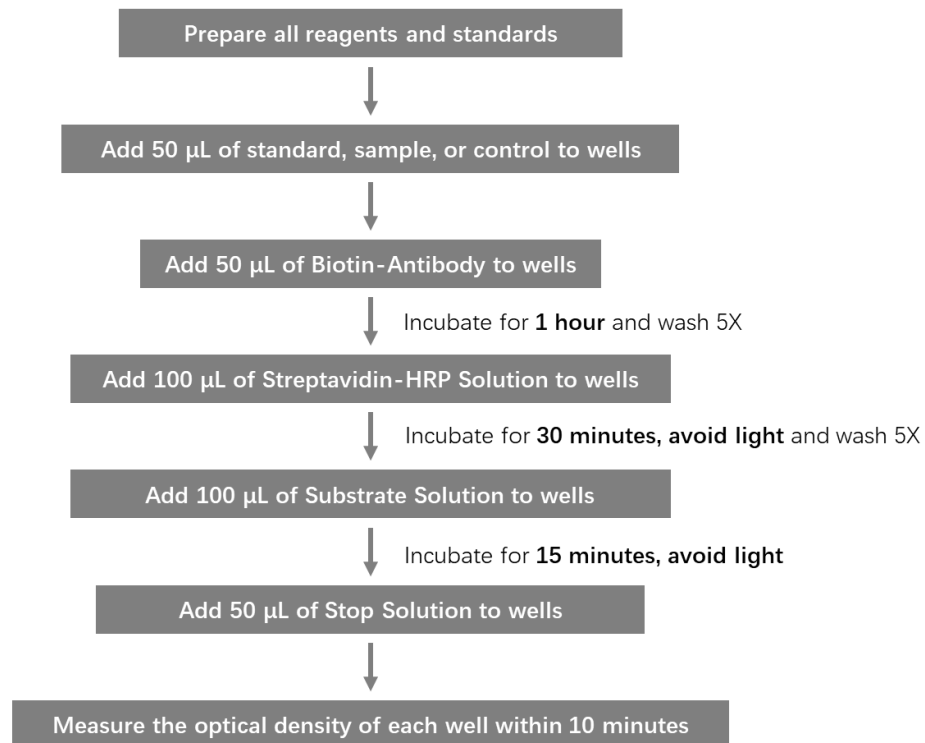 Prepare all reagents and standards
Add 50 μL of standard, sample, or control to wells
Add 50 μL of Biotin-Antibody to wells
Incubate for 1 hour and wash 5X
Add 100 μL of Streptavidin-HRP Solution to wells
Incubate for 30 minutes, avoid light and wash 5X
Add 100 μL of Substrate Solution to wells
Incubate for 15 minutes, avoid light
Add 50 μL of Stop Solution to wells
Measure the optical density of each well within 10 minutes